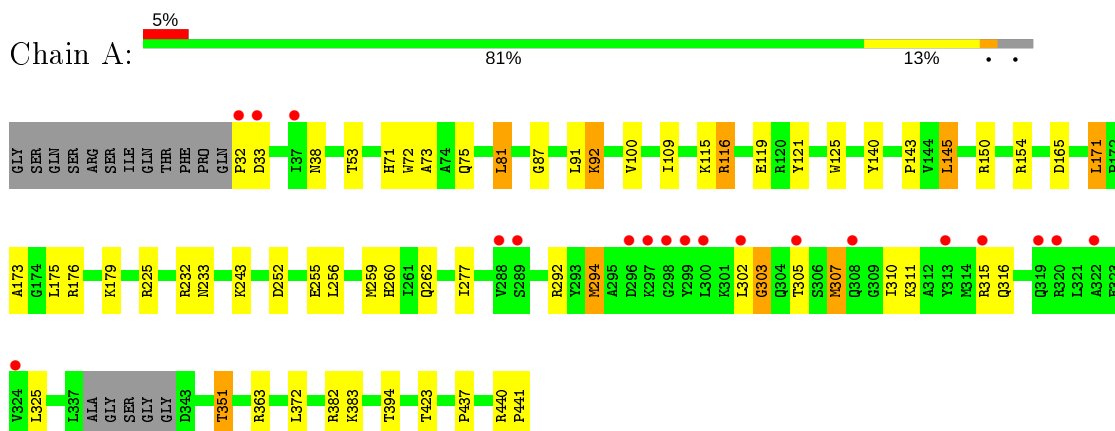 5%
Chain A:
81%
13%
GLY SER GLN SER ARG SER ILE GLN THR PHE PRO GLN P32 D33 I37 N38 T53 H71 W72 A73 A74 Q75 L81 G87 L91 K92 V100 I109 K115 R116 E119 R120 Y121 W125 Y140 P143 V144 L145 R150 R154 D165 L171
A173 G174 L175 R176 K179 R225 R232 N233 K243 D252 E255 L256 M259 H260 I261 Q262 I277 V288 S289 R292 Y293 M294 A295 D296 K297 G298 Y299 L300 K301 L302 G303 Q304 T305 S306 M307 Q308 G309 I310 K311 A312 Y313 M314 R315 Q316 Q319 R320 L321 A322
V324 L325 L337 ALA GLY SER GLY GLY D343 T351 R363 L372 R382 K383 T394 T423 P437 R440 P441